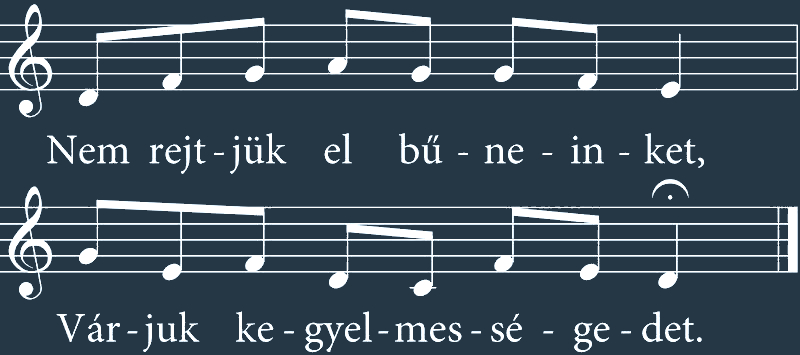 Nem rejt - jük el bű - ne - in - ket,
Vár - juk ke - gyel - mes - sé - ge - det.